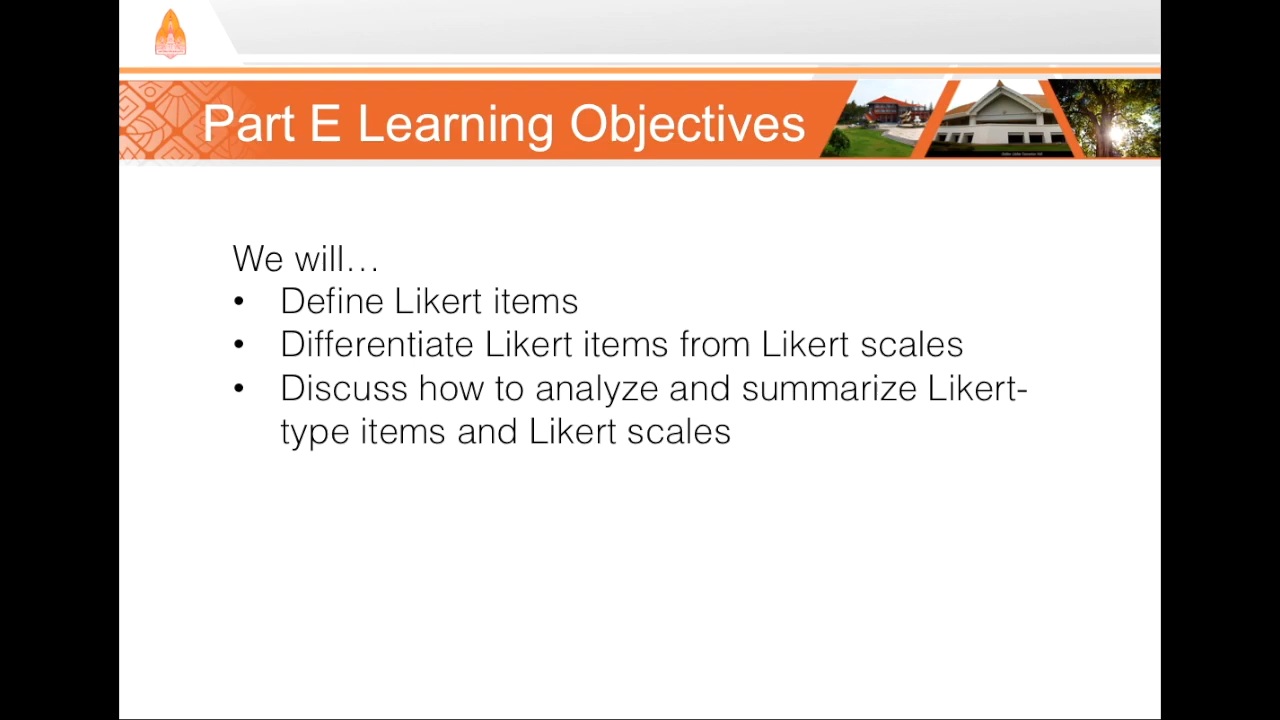 Part E Learning Objectives
We will…
• Define Likert items
• Differentiate Likert items from Likert scales
• Discuss how to analyze and summarize Likert-
type items and Likert scales